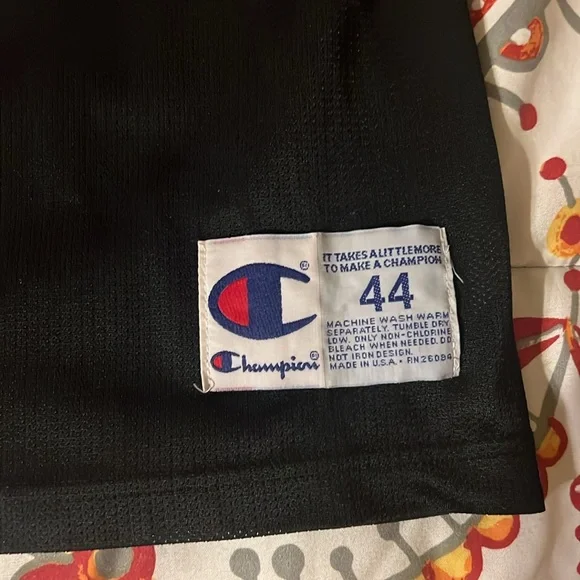 IT TAKES A LITTLE MORE
TO MAKE A CHAMPION
44
MACHINE WASH WARM
SEPARATELY. TUMBLE DRY
LOW. ONLY NON-CHLORINE
BLEACH WHEN NEEDED. DO
NOT IRON DESIGN.
MADE IN U.S.A. • RN26094
Champion